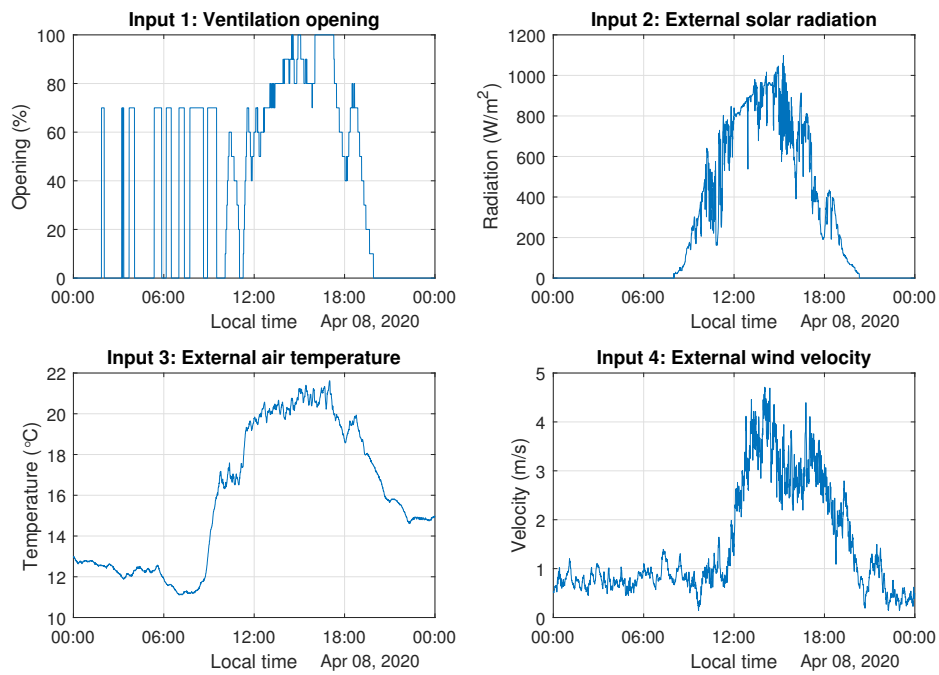 Input 1: Ventilation opening
100
80
60
40
20
0
Opening (%)
00:00 06:00 12:00 18:00 00:00
Local time Apr 08, 2020
Input 2: External solar radiation
1200
1000
800
600
400
200
0
Radiation (W/m²)
00:00 06:00 12:00 18:00 00:00
Local time Apr 08, 2020
Input 3: External air temperature
22
20
18
16
14
12
10
Temperature (°C)
00:00 06:00 12:00 18:00 00:00
Local time Apr 08, 2020
Input 4: External wind velocity
5
4
3
2
1
0
Velocity (m/s)
00:00 06:00 12:00 18:00 00:00
Local time Apr 08, 2020